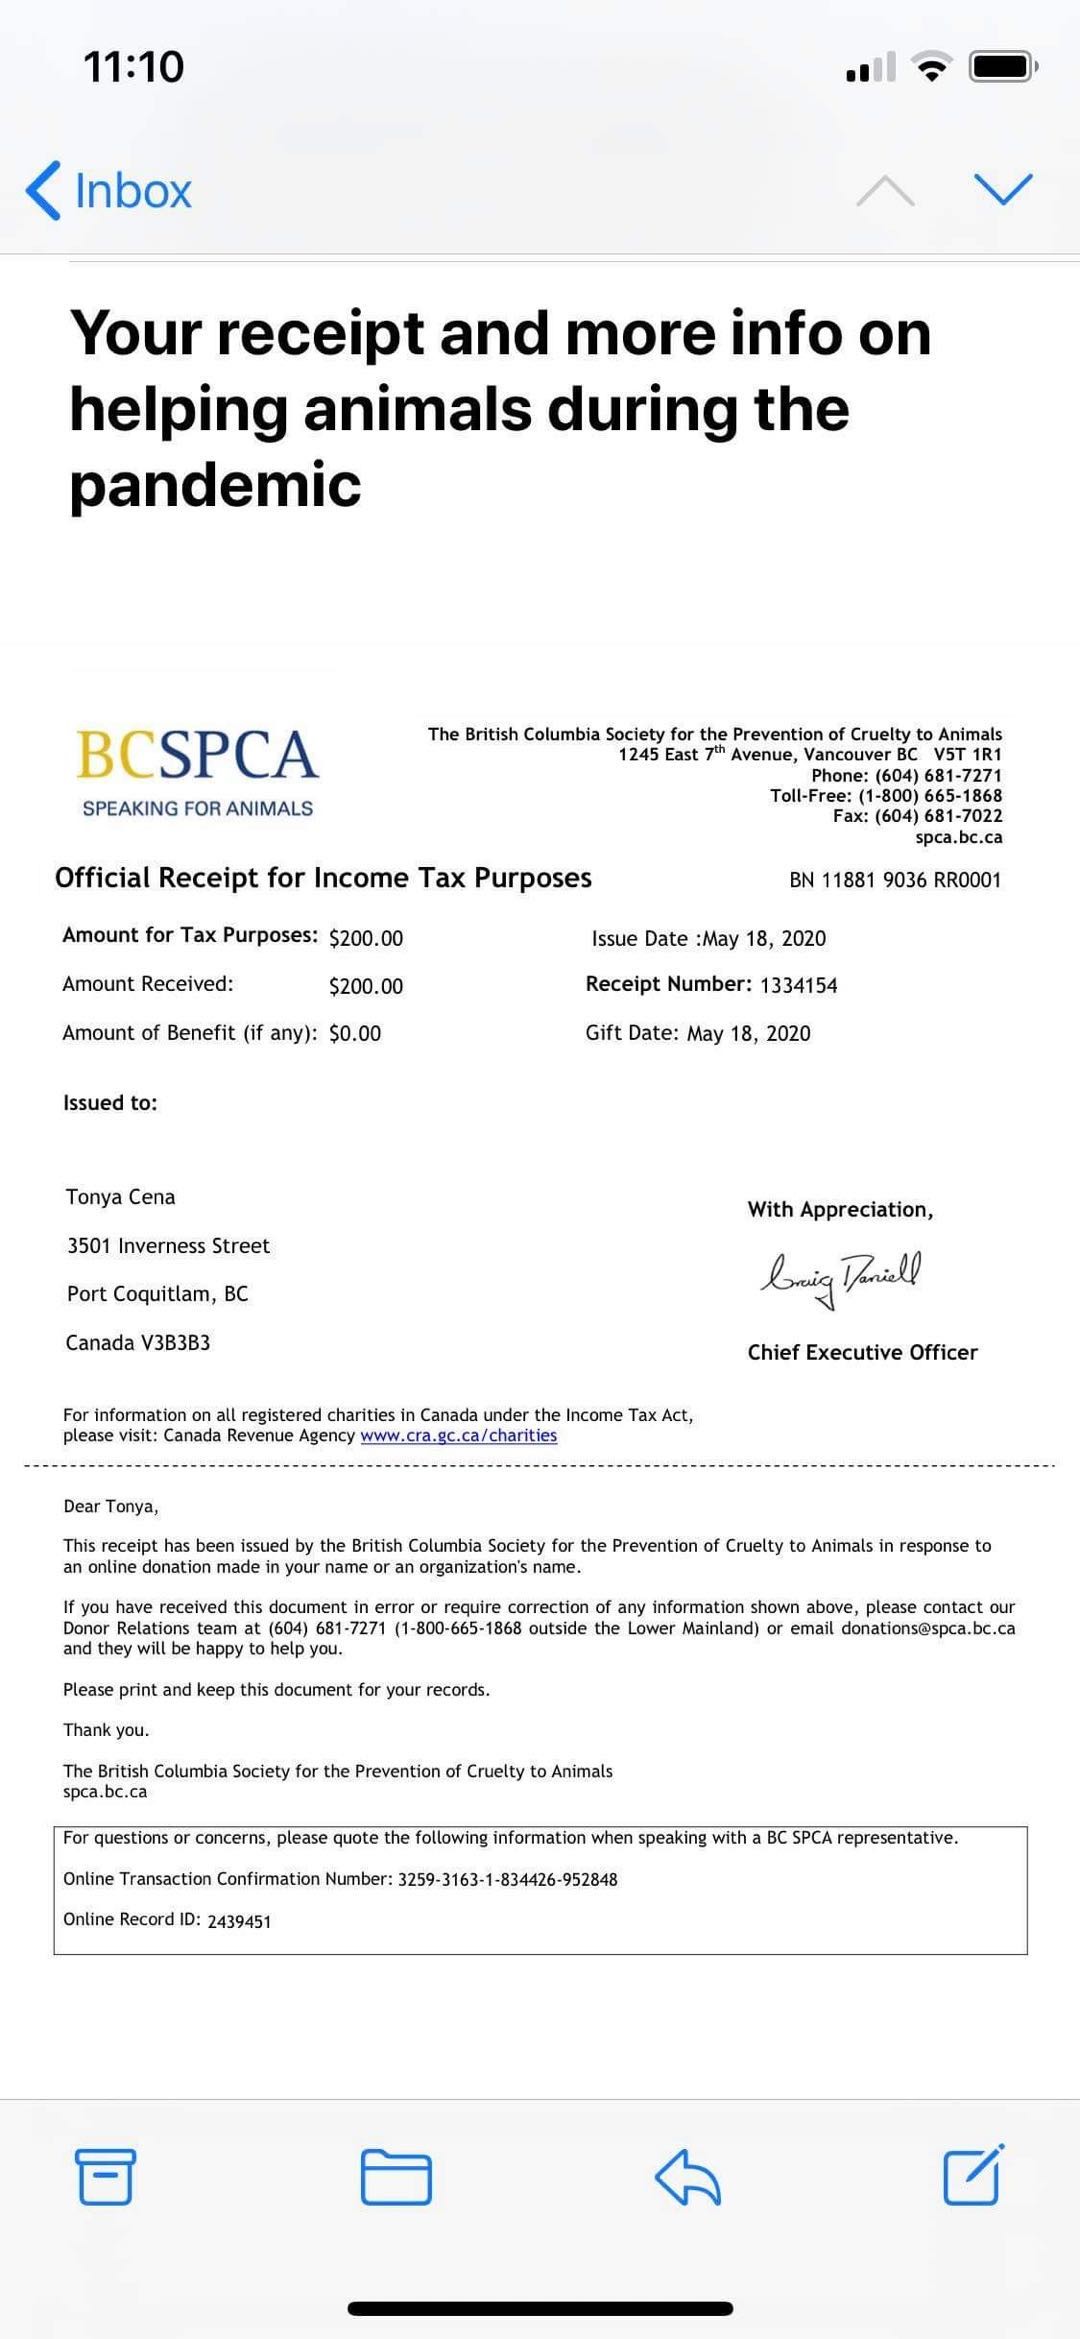 11:10
Inbox
Your receipt and more info on
helping animals during the
pandemic
BCSPCA
SPEAKING FOR ANIMALS
The British Columbia Society for the Prevention of Cruelty to Animals
1245 East 7th Avenue, Vancouver BC V5T 1R1
Phone: (604) 681-7271
Toll-Free: (1-800) 665-1868
Fax: (604) 681-7022
spca.bc.ca
Official Receipt for Income Tax Purposes
BN 11881 9036 RR0001
Amount for Tax Purposes: $200.00
Issue Date :May 18, 2020
Amount Received: $200.00
Receipt Number: 1334154
Amount of Benefit (if any): $0.00
Gift Date: May 18, 2020
Issued to:
Tonya Cena
3501 Inverness Street
Port Coquitlam, BC
Canada V3B3B3
With Appreciation,
Craig Daniell
Chief Executive Officer
For information on all registered charities in Canada under the Income Tax Act,
please visit: Canada Revenue Agency www.cra.gc.ca/charities
Dear Tonya,
This receipt has been issued by the British Columbia Society for the Prevention of Cruelty to Animals in response to
an online donation made in your name or an organization's name.
If you have received this document in error or require correction of any information shown above, please contact our
Donor Relations team at (604) 681-7271 (1-800-665-1868 outside the Lower Mainland) or email donations@spca.bc.ca
and they will be happy to help you.
Please print and keep this document for your records.
Thank you.
The British Columbia Society for the Prevention of Cruelty to Animals
spca.bc.ca
For questions or concerns, please quote the following information when speaking with a BC SPCA representative.
Online Transaction Confirmation Number: 3259-3163-1-834426-952848
Online Record ID: 2439451